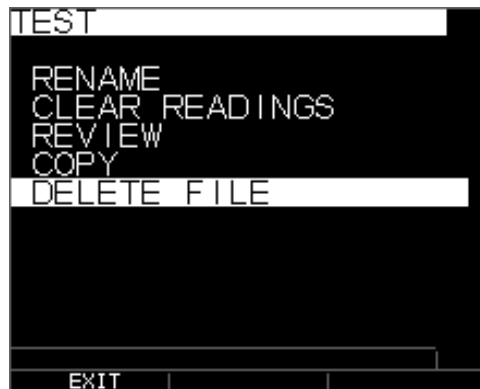 TEST
RENAME
CLEAR READINGS
REVIEW
COPY
DELETE FILE
EXIT